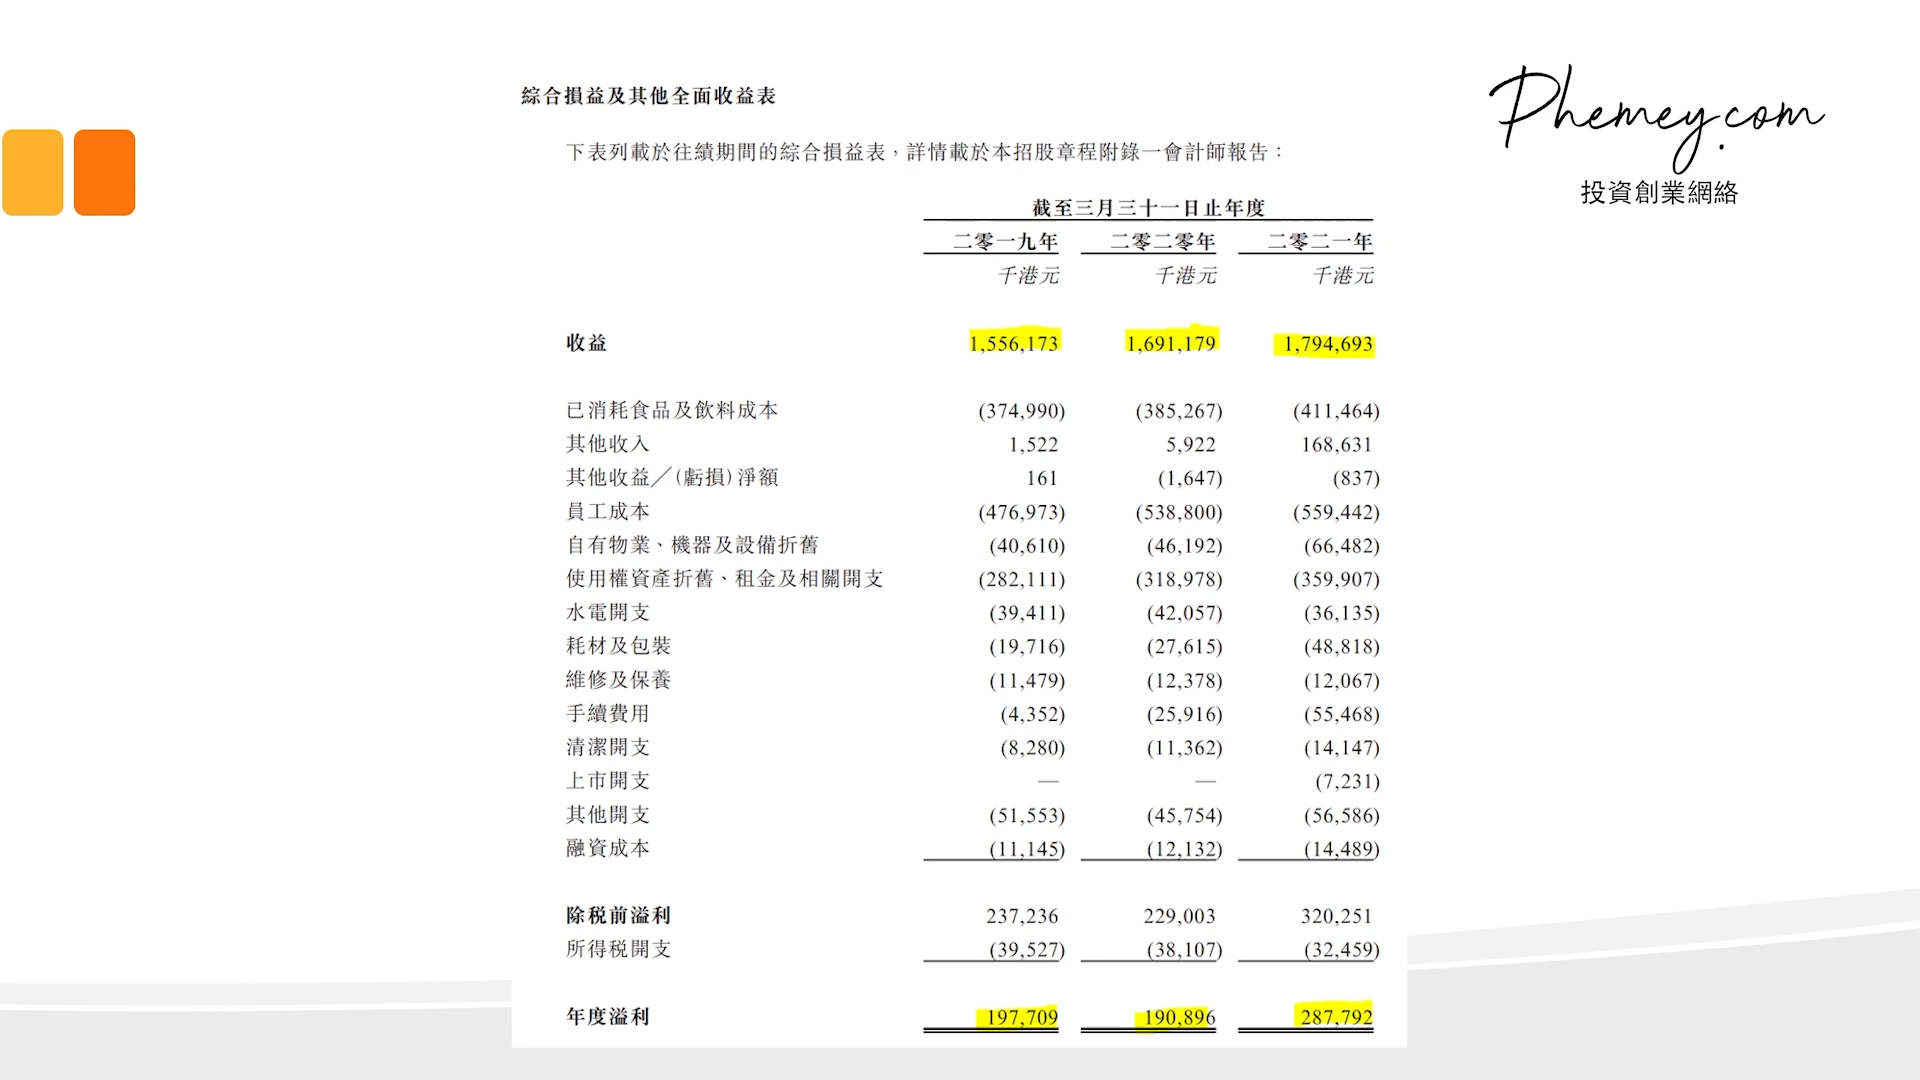 綜合損益及其他全面收益表
Phemey.com
投資創業網絡
下表列載於往績期間的綜合損益表，詳情載於本招股章程附錄一會計師報告：
截至三月三十一日止年度
二零一九年 二零二零年 二零二一年
千港元 千港元 千港元
收益 1,556,173 1,691,179 1,794,693
已消耗食品及飲料成本 (374,990) (385,267) (411,464)
其他收入 1,522 5,922 168,631
其他收益／(虧損)淨額 161 (1,647) (837)
員工成本 (476,973) (538,800) (559,442)
自有物業、機器及設備折舊 (40,610) (46,192) (66,482)
使用權資產折舊、租金及相關開支 (282,111) (318,978) (359,907)
水電開支 (39,411) (42,057) (36,135)
耗材及包裝 (19,716) (27,615) (48,818)
維修及保養 (11,479) (12,378) (12,067)
手續費用 (4,352) (25,916) (55,468)
清潔開支 (8,280) (11,362) (14,147)
上市開支 — — (7,231)
其他開支 (51,553) (45,754) (56,586)
融資成本 (11,145) (12,132) (14,489)
除稅前溢利 237,236 229,003 320,251
所得稅開支 (39,527) (38,107) (32,459)
年度溢利 197,709 190,896 287,792